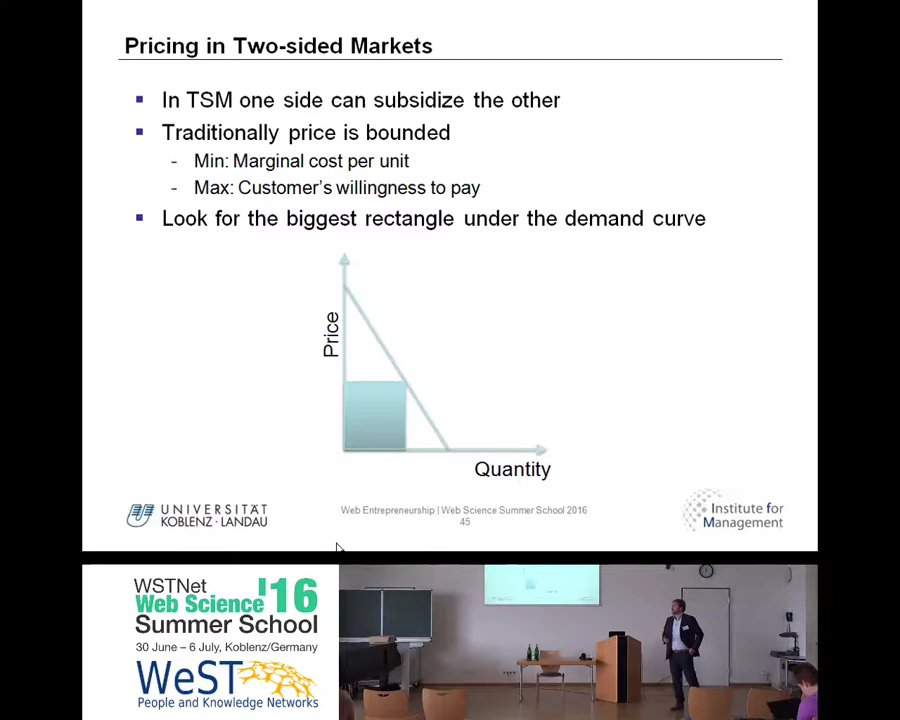 Pricing in Two-sided Markets
In TSM one side can subsidize the other
Traditionally price is bounded
- Min: Marginal cost per unit
- Max: Customer's willingness to pay
Look for the biggest rectangle under the demand curve
Price
Quantity
UNIVERSITÄT
KOBLENZ · LANDAU
Web Entrepreneurship | Web Science Summer School 2016
45
Institute for
Management
WSTNet
Web Science '16
Summer School
30 June – 6 July, Koblenz/Germany
WeST
People and Knowledge Networks